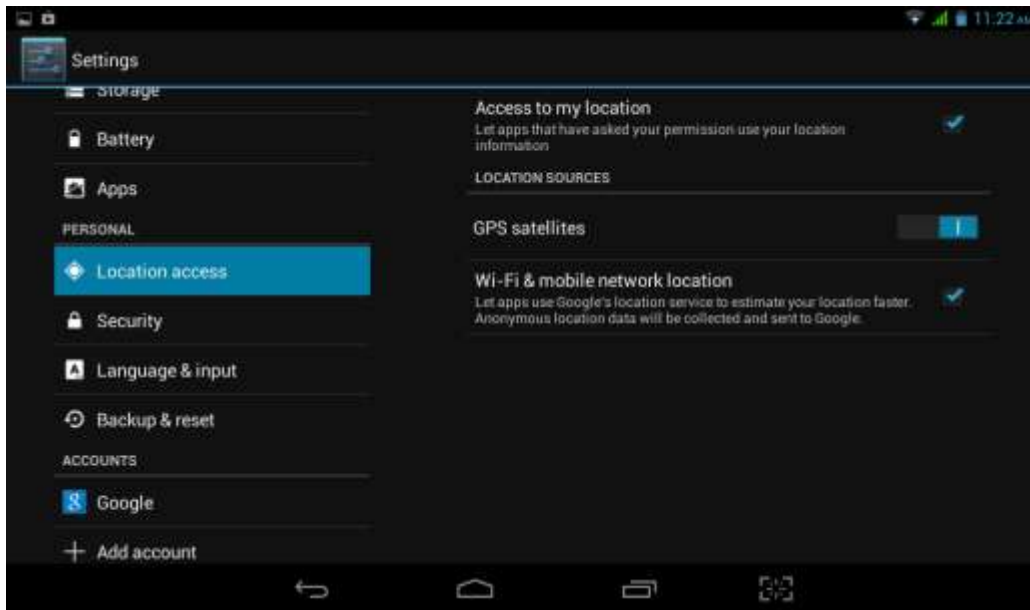 11.22 AM
Settings
Storage
Battery
Apps
PERSONAL
Location access
Security
Language & input
Backup & reset
ACCOUNTS
Google
Add account
Access to my location
Let apps that have asked your permission use your location
information
LOCATION SOURCES
GPS satellites
Wi-Fi & mobile network location
Let apps use Google's location service to estimate your location faster.
Anonymous location data will be collected and sent to Google.